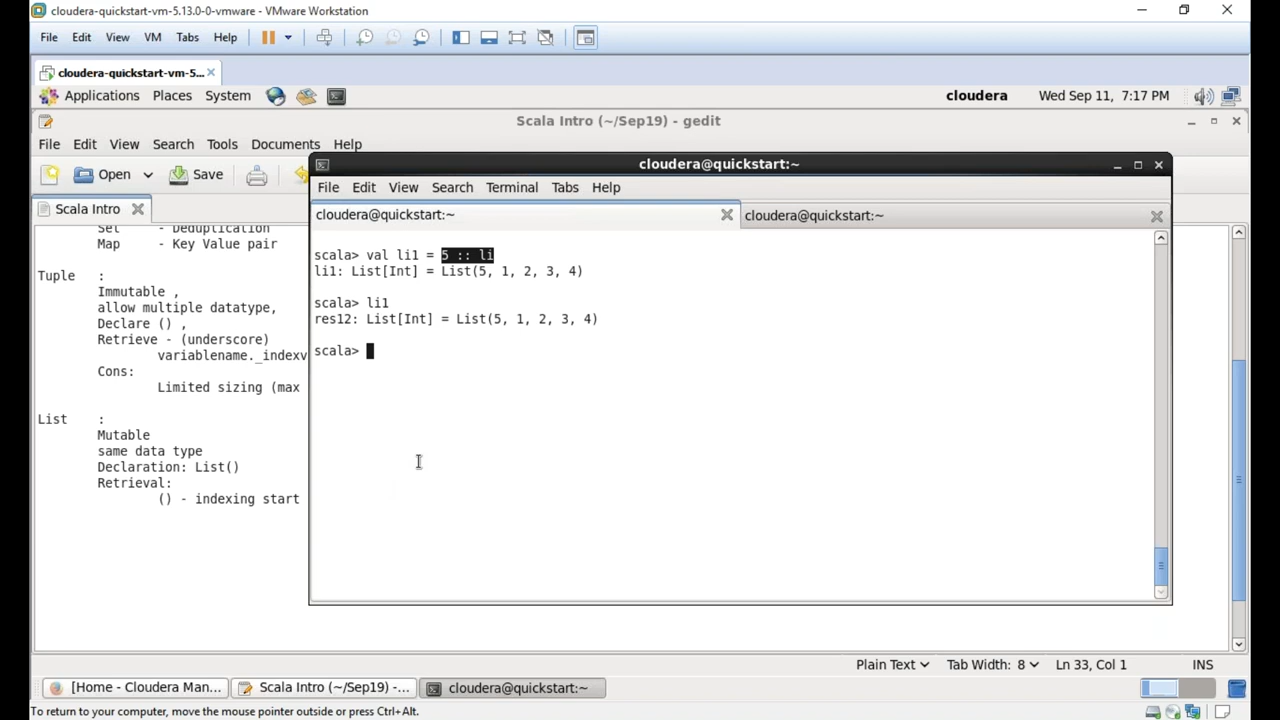 cloudera-quickstart-vm-5.13.0-0-vmware - VMware Workstation
File Edit View VM Tabs Help
cloudera-quickstart-vm-5...
Applications Places System cloudera Wed Sep 11, 7:17 PM
Scala Intro (~/Sep19) - gedit
File Edit View Search Tools Documents Help
Open Save
Scala Intro
cloudera@quickstart:~
File Edit View Search Terminal Tabs Help
cloudera@quickstart:~ cloudera@quickstart:~
Set - Deduplication
Map - Key Value pair
Tuple :
Immutable ,
allow multiple datatype,
Declare () ,
Retrieve - (underscore)
variablename._indexv
Cons:
Limited sizing (max
List :
Mutable
same data type
Declaration: List()
Retrieval:
() - indexing start
scala> val li1 = 5 :: li
li1: List[Int] = List(5, 1, 2, 3, 4)
scala> li1
res12: List[Int] = List(5, 1, 2, 3, 4)
scala>
Plain Text Tab Width: 8 Ln 33, Col 1 INS
[Home - Cloudera Man... Scala Intro (~/Sep19) -... cloudera@quickstart:~
To return to your computer, move the mouse pointer outside or press Ctrl+Alt.